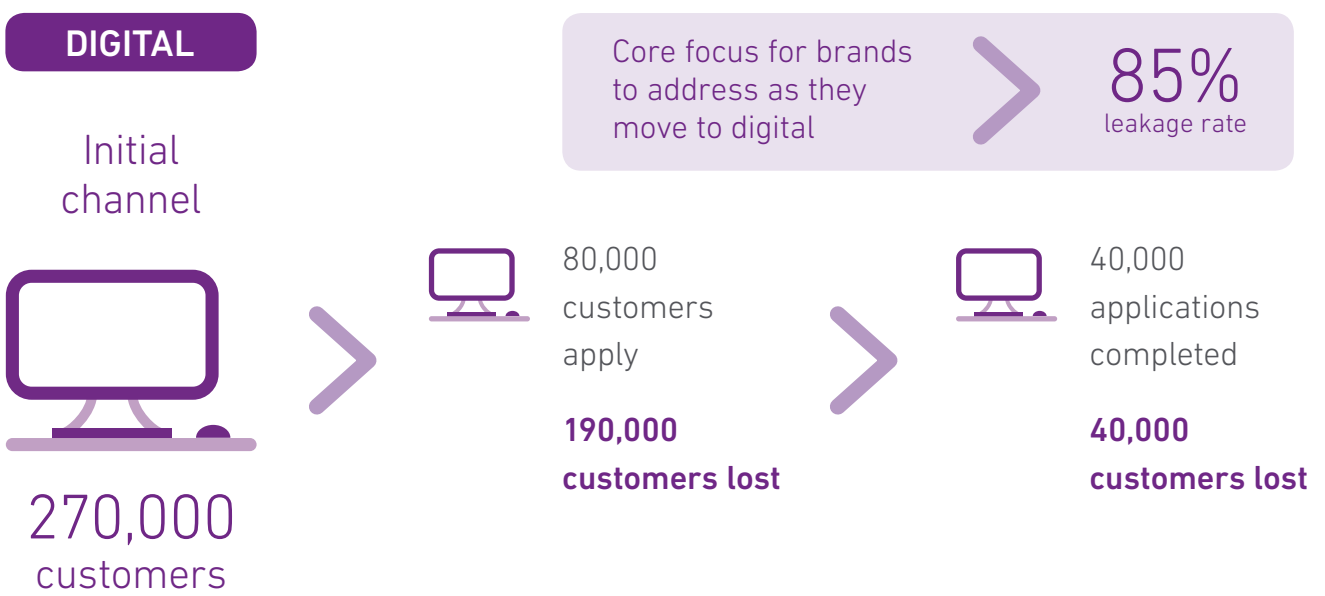 DIGITAL
Initial
channel
270,000
customers
Core focus for brands
to address as they
move to digital
85%
leakage rate
80,000
customers
apply
190,000
customers lost
40,000
applications
completed
40,000
customers lost